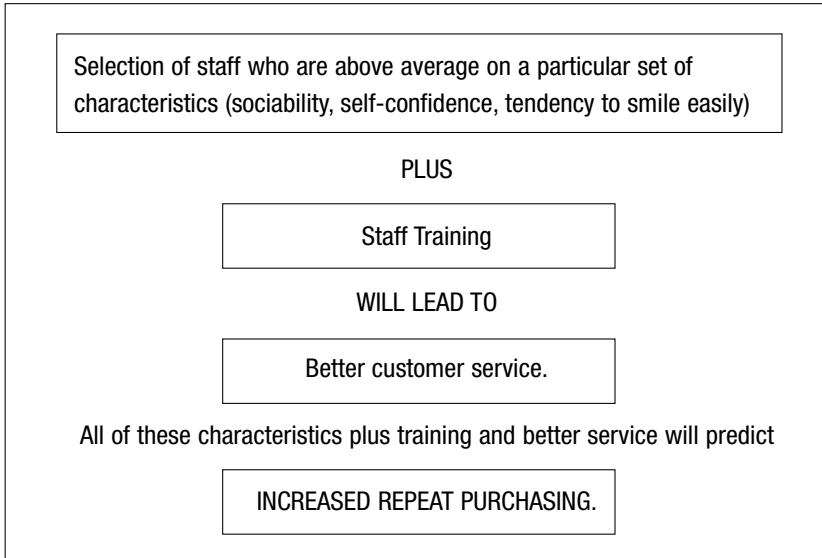 Selection of staff who are above average on a particular set of
characteristics (sociability, self-confidence, tendency to smile easily)
PLUS
Staff Training
WILL LEAD TO
Better customer service.
All of these characteristics plus training and better service will predict
INCREASED REPEAT PURCHASING.